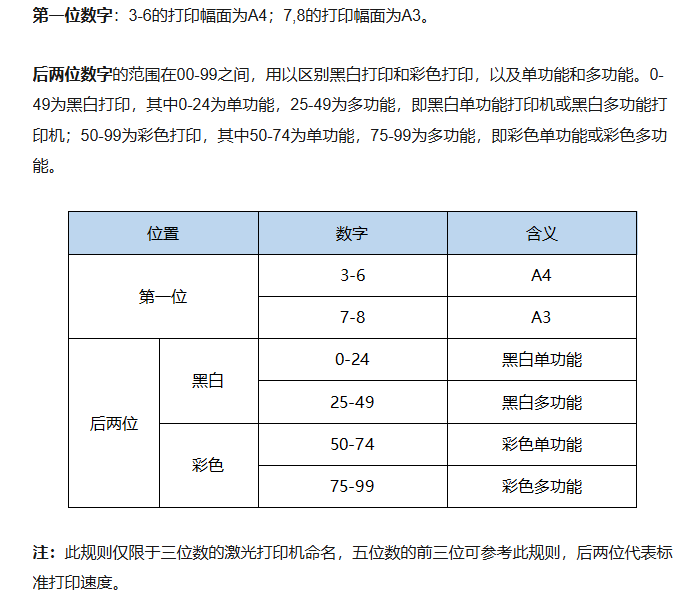 第一位数字：3-6的打印幅面为A4；7,8的打印幅面为A3。
后两位数字的范围在00-99之间，用以区别黑白打印和彩色打印，以及单功能和多功能。0-
49为黑白打印，其中0-24为单功能，25-49为多功能，即黑白单功能打印机或黑白多功能打
印机；50-99为彩色打印，其中50-74为单功能，75-99为多功能，即彩色单功能或彩色多功
能。
位置 数字 含义
第一位 3-6 A4
7-8 A3
后两位 黑白 0-24 黑白单功能
25-49 黑白多功能
彩色 50-74 彩色单功能
75-99 彩色多功能
注：此规则仅限于三位数的激光打印机命名，五位数的前三位可参考此规则，后两位代表标
准打印速度。